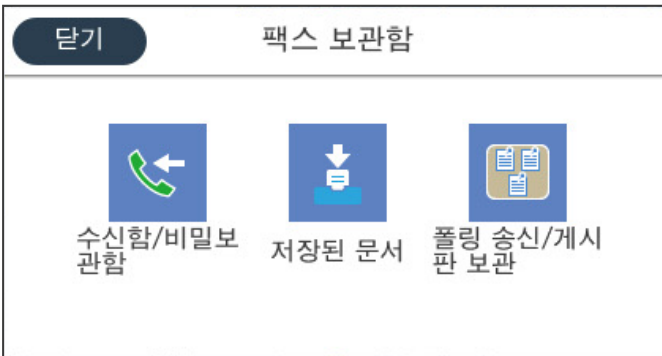 닫기 팩스 보관함
수신함/비밀보
관함
저장된 문서
폴링 송신/게시
판 보관